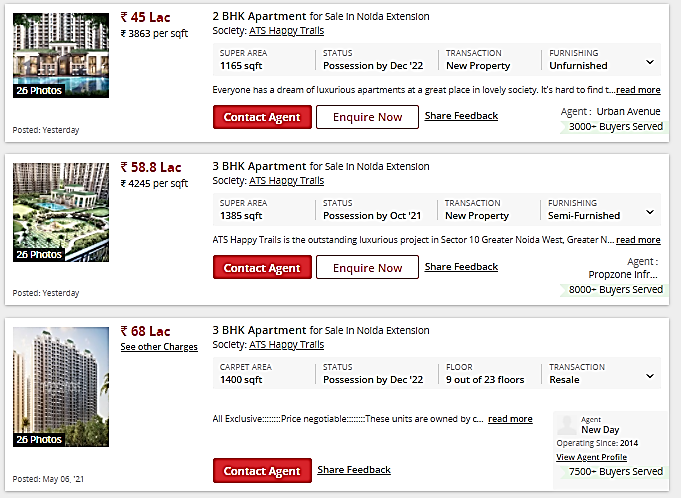 ₹ 45 Lac
₹ 3863 per sqft
2 BHK Apartment for Sale in Noida Extension
Society: ATS Happy Trails
SUPER AREA
1165 sqft
STATUS
Possession by Dec '22
TRANSACTION
New Property
FURNISHING
Unfurnished
Everyone has a dream of luxurious apartments at a great place in lovely society. It's hard to find t...read more
26 Photos
Contact Agent
Enquire Now
Share Feedback
Agent : Urban Avenue
3000+ Buyers Served
Posted: Yesterday
₹ 58.8 Lac
₹ 4245 per sqft
3 BHK Apartment for Sale in Noida Extension
Society: ATS Happy Trails
SUPER AREA
1385 sqft
STATUS
Possession by Oct '21
TRANSACTION
New Property
FURNISHING
Semi-Furnished
ATS Happy Trails is the outstanding luxurious project in Sector 10 Greater Noida West, Greater N... read more
26 Photos
Contact Agent
Enquire Now
Share Feedback
Agent :
Propzone Infr...
8000+ Buyers Served
Posted: Yesterday
₹ 68 Lac
See other Charges
3 BHK Apartment for Sale in Noida Extension
Society: ATS Happy Trails
CARPET AREA
1400 sqft
STATUS
Possession by Dec '22
FLOOR
9 out of 23 floors
TRANSACTION
Resale
All Exclusive::::::::Price negotiable::::::::These units are owned by c... read more
26 Photos
Agent
New Day
Operating Since: 2014
View Agent Profile
7500+ Buyers Served
Contact Agent
Share Feedback
Posted: May 06, '21